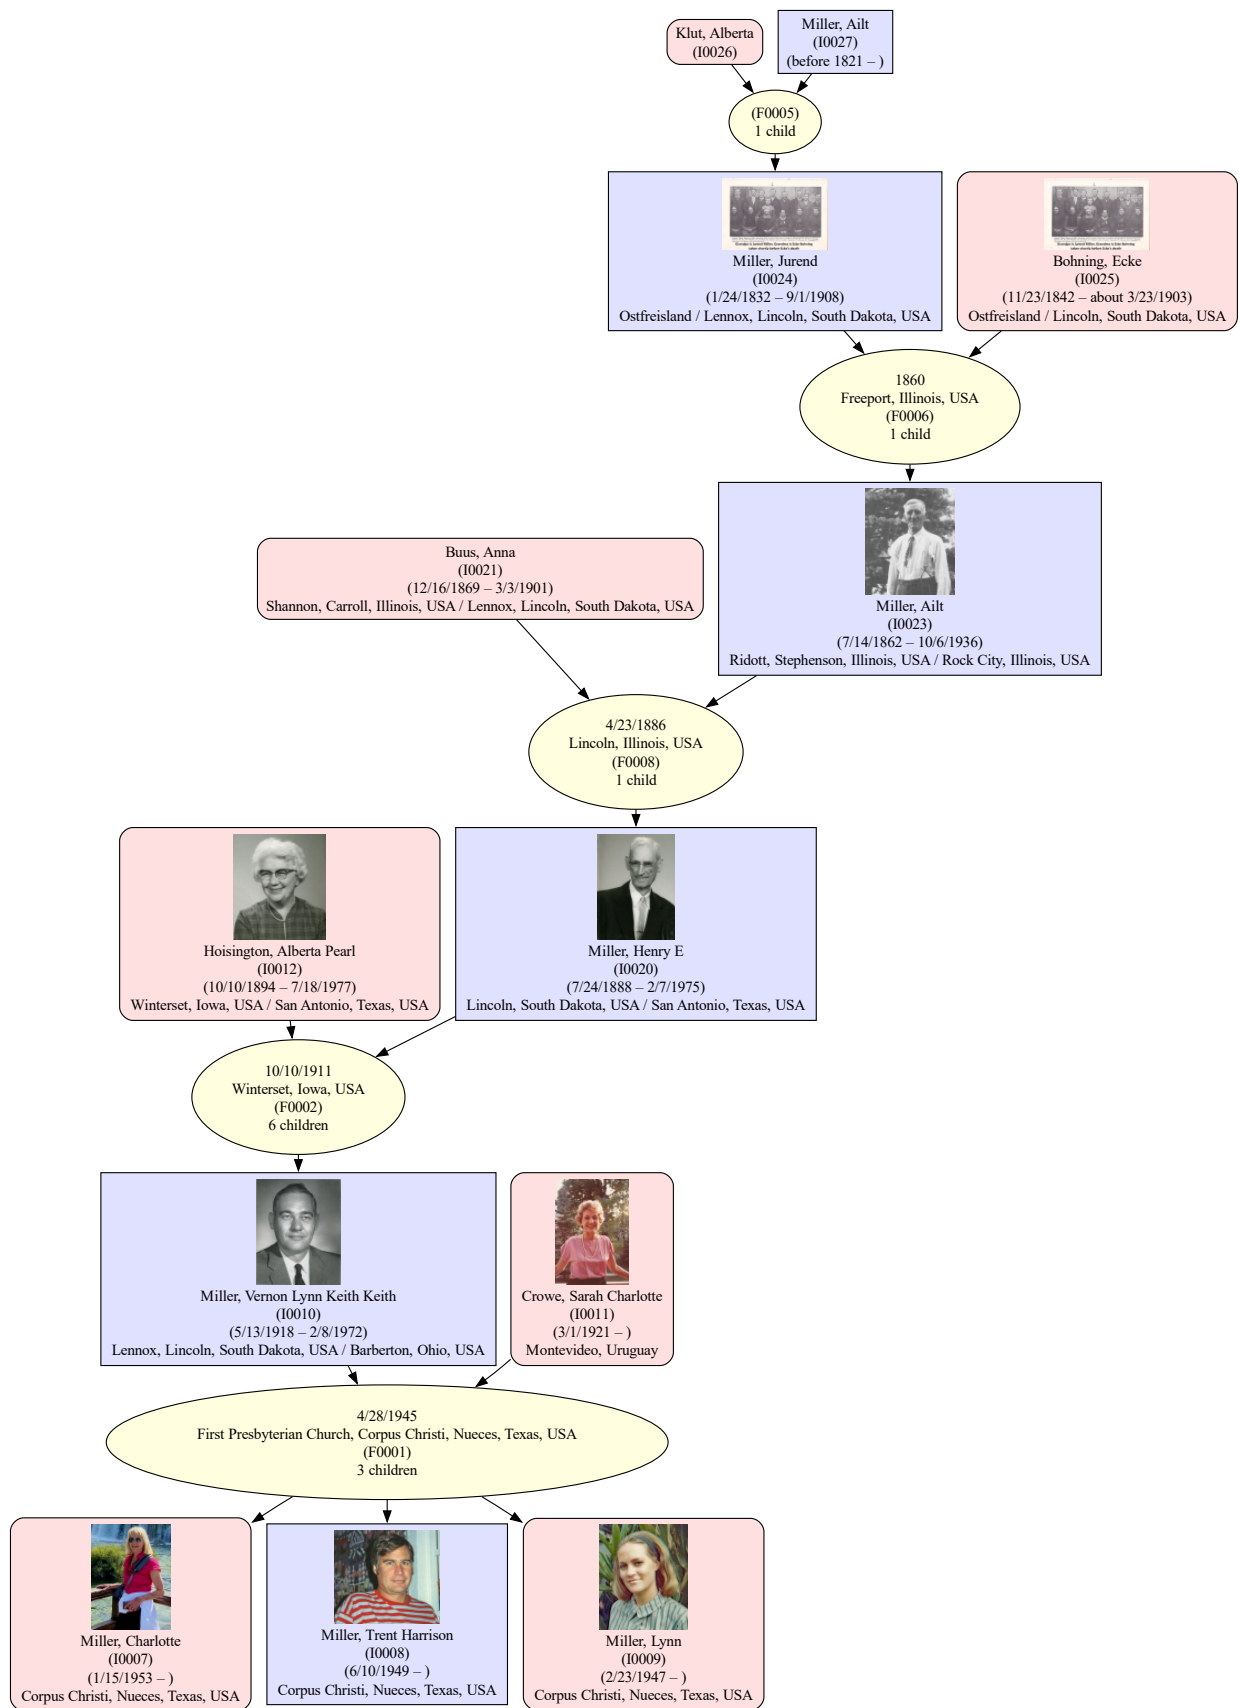 Klut, Alberta
(I0026)
Miller, Ailt
(I0027)
(before 1821 – )
(F0005)
1 child
Miller, Jurend
(I0024)
(1/24/1832 – 9/1/1908)
Ostfreisland / Lennox, Lincoln, South Dakota, USA
Bohning, Ecke
(I0025)
(11/23/1842 – about 3/23/1903)
Ostfreisland / Lincoln, South Dakota, USA
1860
Freeport, Illinois, USA
(F0006)
1 child
Buus, Anna
(I0021)
(12/16/1869 – 3/3/1901)
Shannon, Carroll, Illinois, USA / Lennox, Lincoln, South Dakota, USA
Miller, Ailt
(I0023)
(7/14/1862 – 10/6/1936)
Ridott, Stephenson, Illinois, USA / Rock City, Illinois, USA
4/23/1886
Lincoln, Illinois, USA
(F0008)
1 child
Hoisington, Alberta Pearl
(I0012)
(10/10/1894 – 7/18/1977)
Winterset, Iowa, USA / San Antonio, Texas, USA
Miller, Henry E
(I0020)
(7/24/1888 – 2/7/1975)
Lincoln, South Dakota, USA / San Antonio, Texas, USA
10/10/1911
Winterset, Iowa, USA
(F0002)
6 children
Miller, Vernon Lynn Keith Keith
(I0010)
(5/13/1918 – 2/8/1972)
Lennox, Lincoln, South Dakota, USA / Barberton, Ohio, USA
Crowe, Sarah Charlotte
(I0011)
(3/1/1921 – )
Montevideo, Uruguay
4/28/1945
First Presbyterian Church, Corpus Christi, Nueces, Texas, USA
(F0001)
3 children
Miller, Charlotte
(I0007)
(1/15/1953 – )
Corpus Christi, Nueces, Texas, USA
Miller, Trent Harrison
(I0008)
(6/10/1949 – )
Corpus Christi, Nueces, Texas, USA
Miller, Lynn
(I0009)
(2/23/1947 – )
Corpus Christi, Nueces, Texas, USA